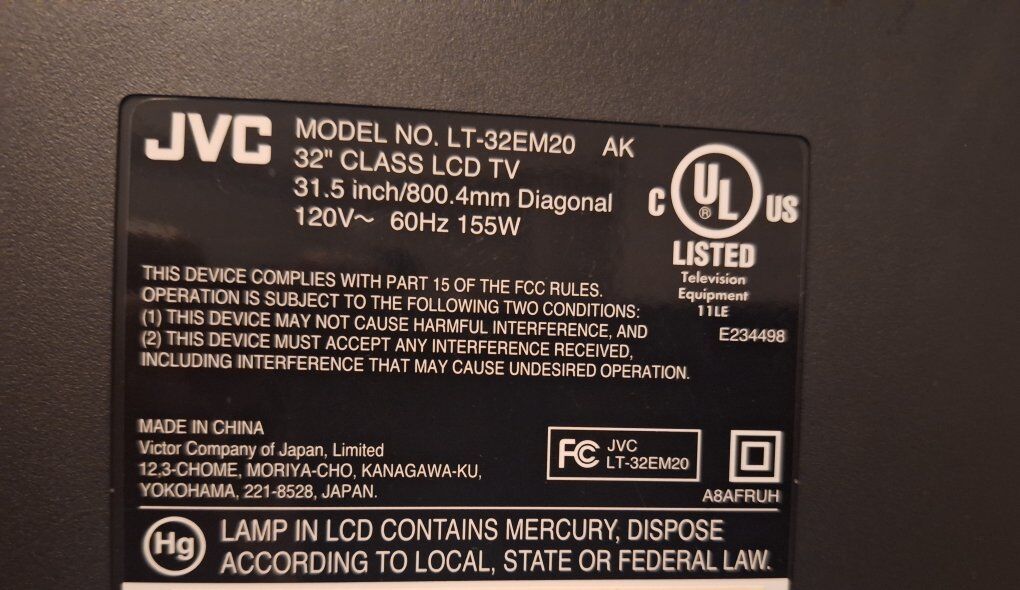 JVC
MODEL NO. LT-32EM20 AK
32" CLASS LCD TV
31.5 inch/800.4mm Diagonal
120V~ 60Hz 155W
C UL ® US
LISTED
Television
Equipment
11LE
E234498
THIS DEVICE COMPLIES WITH PART 15 OF THE FCC RULES.
OPERATION IS SUBJECT TO THE FOLLOWING TWO CONDITIONS:
(1) THIS DEVICE MAY NOT CAUSE HARMFUL INTERFERENCE, AND
(2) THIS DEVICE MUST ACCEPT ANY INTERFERENCE RECEIVED,
INCLUDING INTERFERENCE THAT MAY CAUSE UNDESIRED OPERATION.
MADE IN CHINA
Victor Company of Japan, Limited
12,3-CHOME, MORIYA-CHO, KANAGAWA-KU,
YOKOHAMA, 221-8528, JAPAN.
FC JVC
LT-32EM20
A8AFRUH
Hg LAMP IN LCD CONTAINS MERCURY, DISPOSE
ACCORDING TO LOCAL, STATE OR FEDERAL LAW.